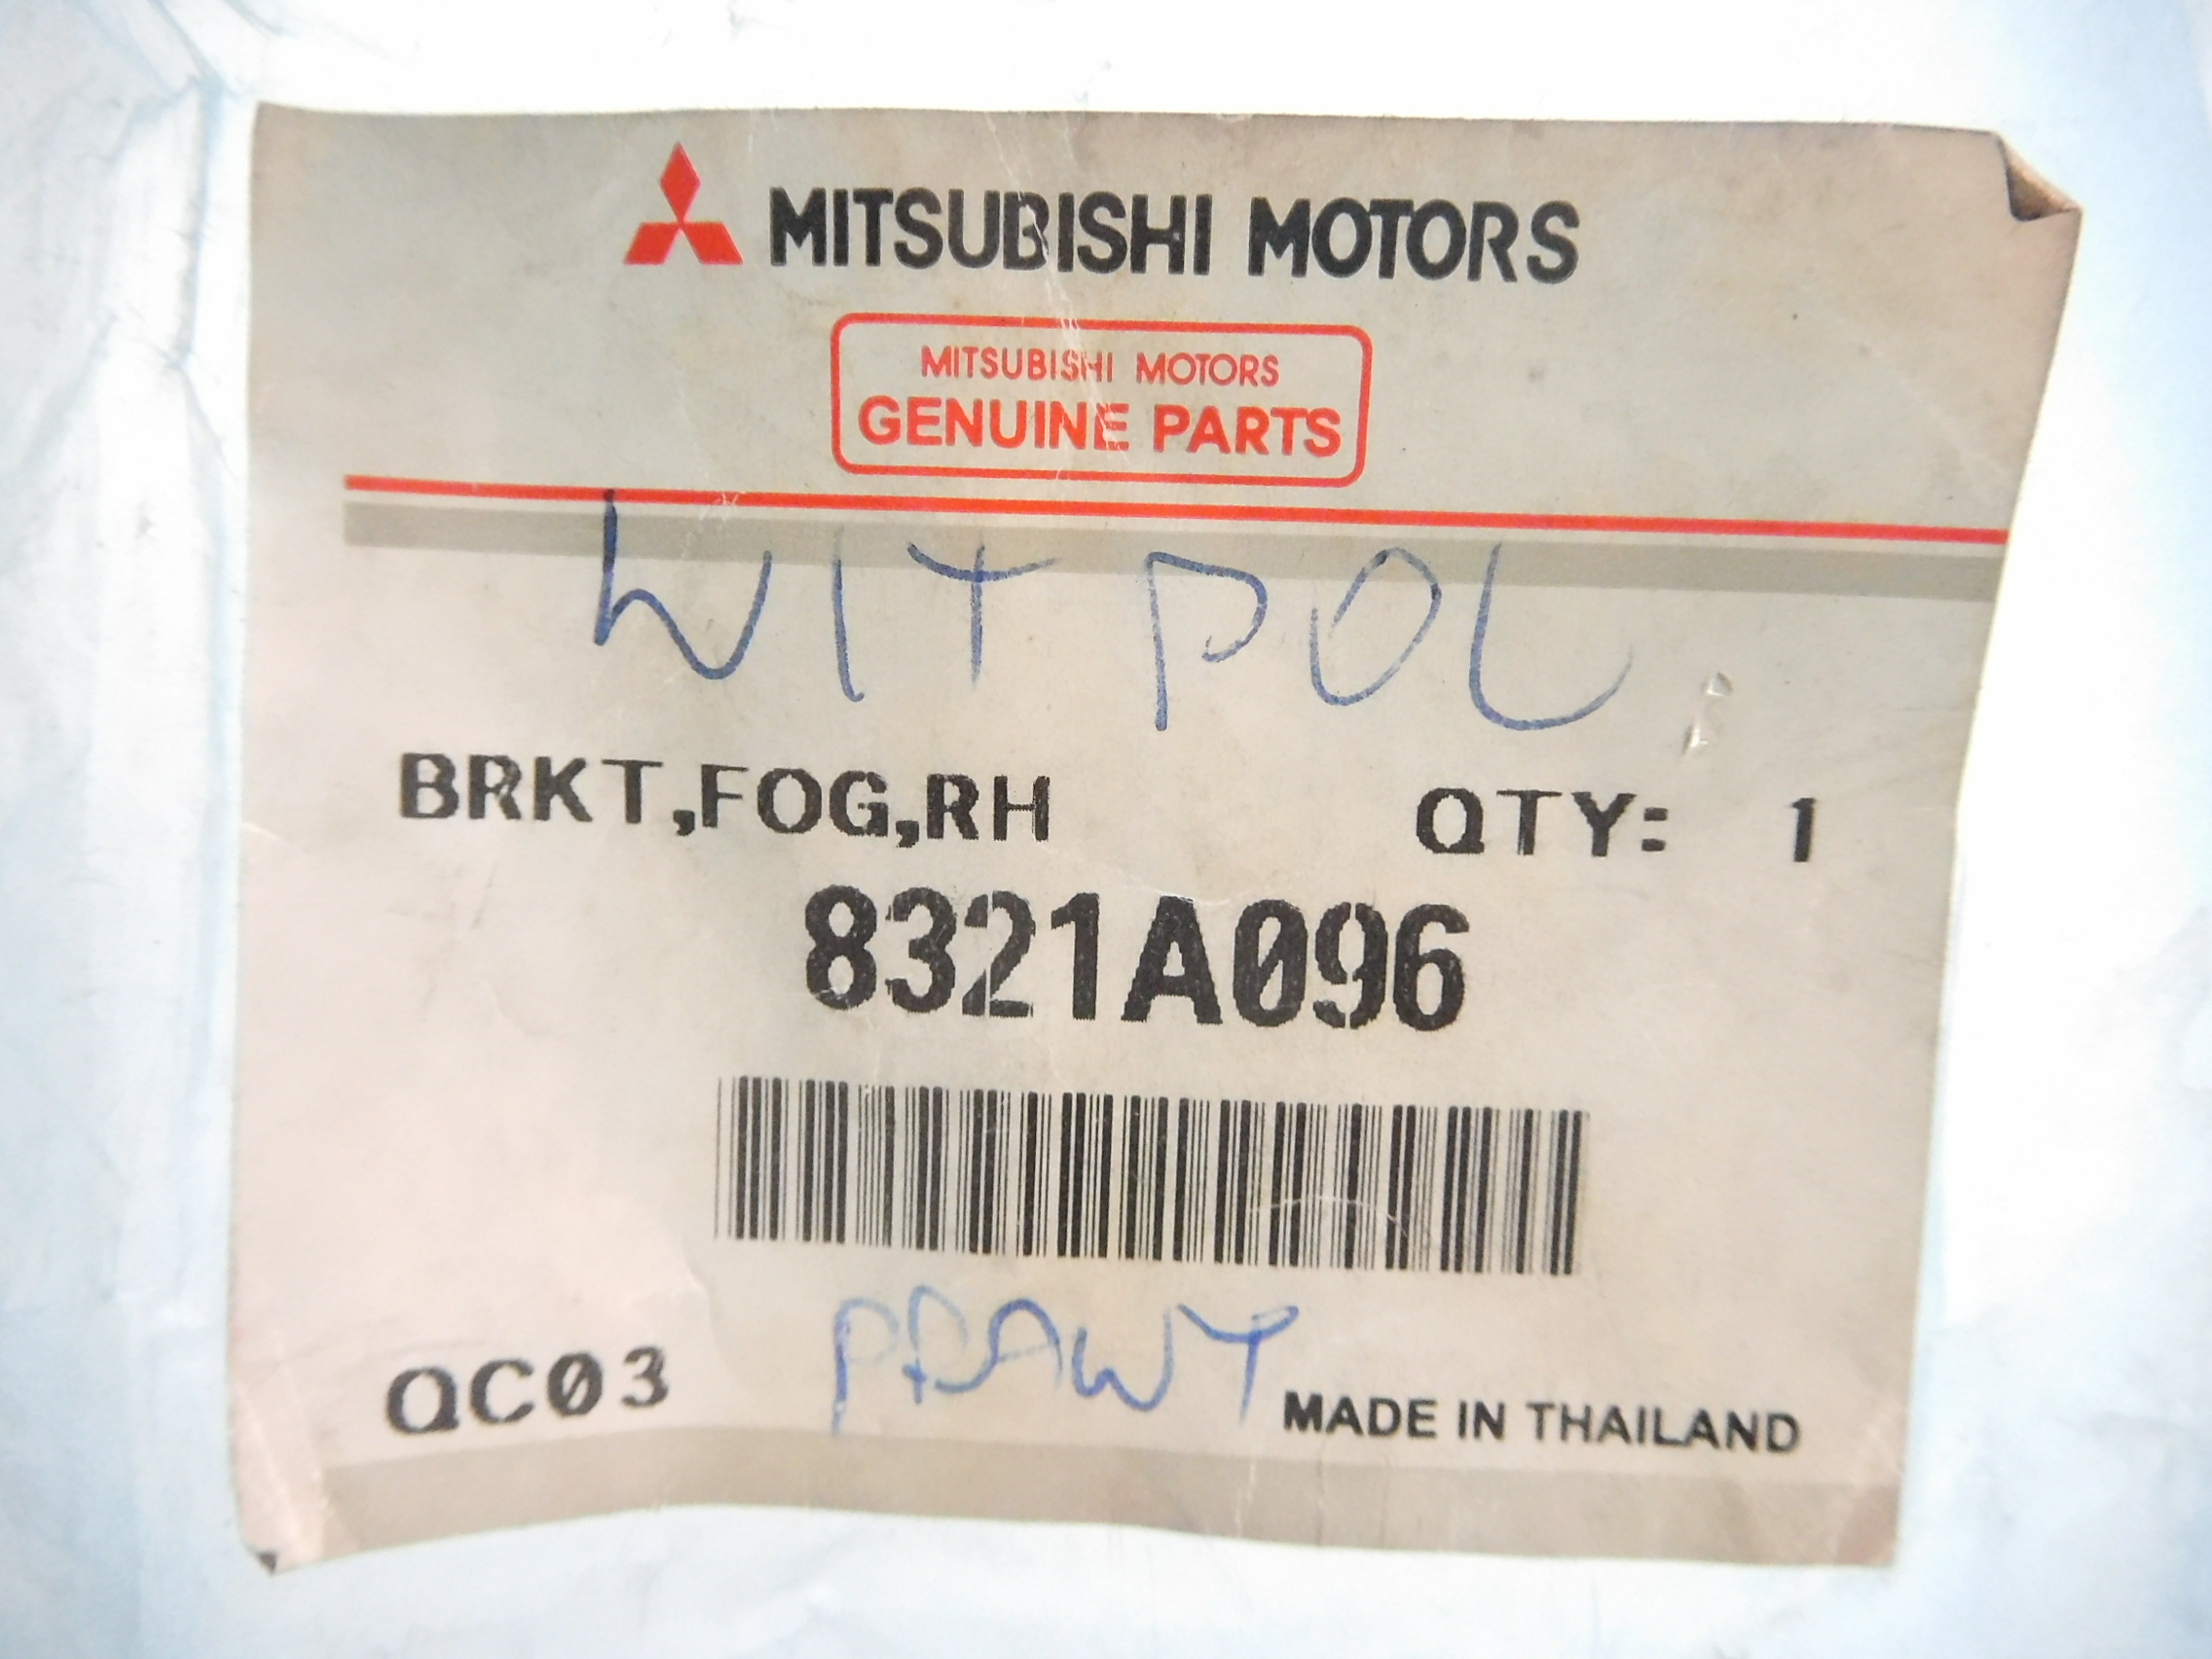 MITSUBISHI MOTORS
MITSUBISHI MOTORS
GENUINE PARTS
WIT POL
BRKT,FOG,RH QTY: 1
8321A096
PRAWY
QC03 MADE IN THAILAND